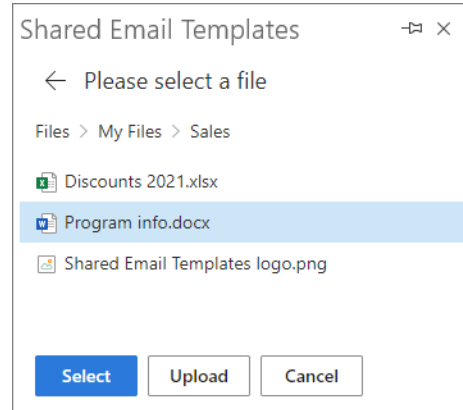 Shared Email Templates
Please select a file
Files > My Files > Sales
Discounts 2021.xlsx
Program info.docx
Shared Email Templates logo.png
Select Upload Cancel